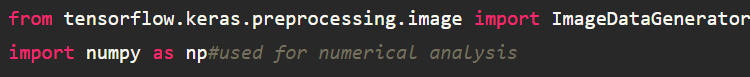 from tensorflow.keras.preprocessing.image import ImageDataGenerator
import numpy as np#used for numerical analysis